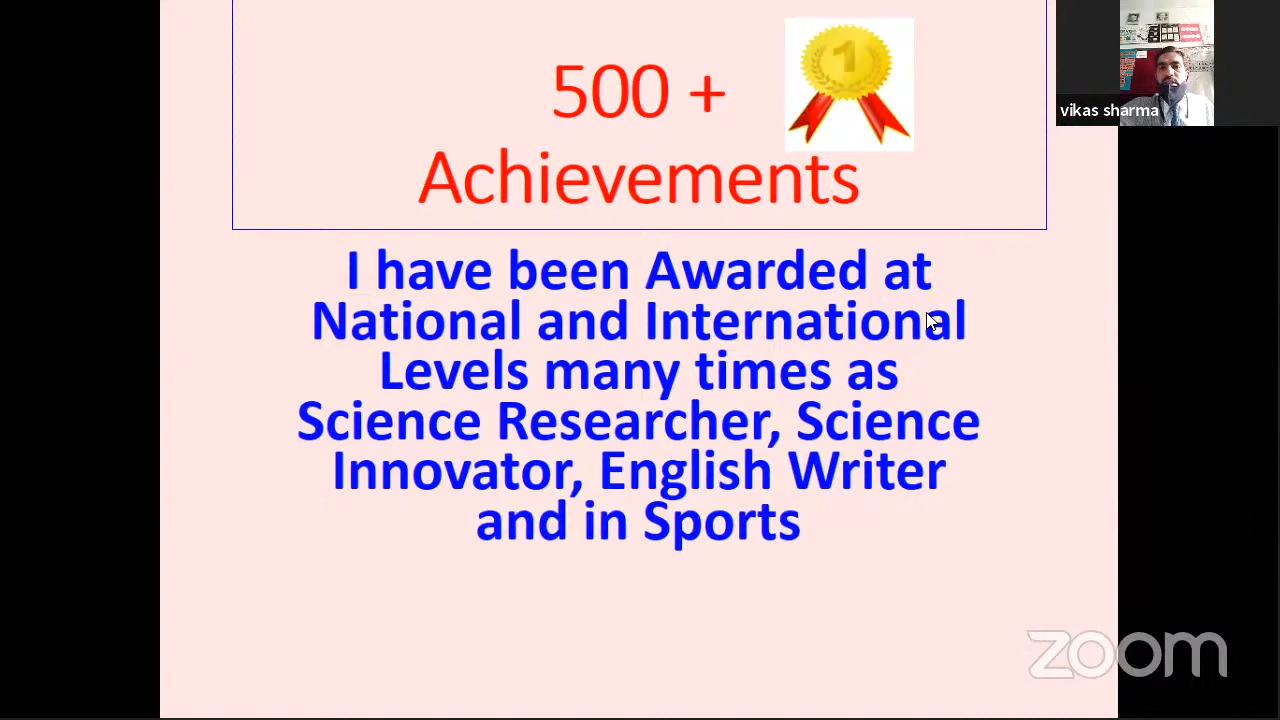 500 +
1
Achievements
I have been Awarded at
National and International
Levels many times as
Science Researcher, Science
Innovator, English Writer
and in Sports
vikas sharma
zoom